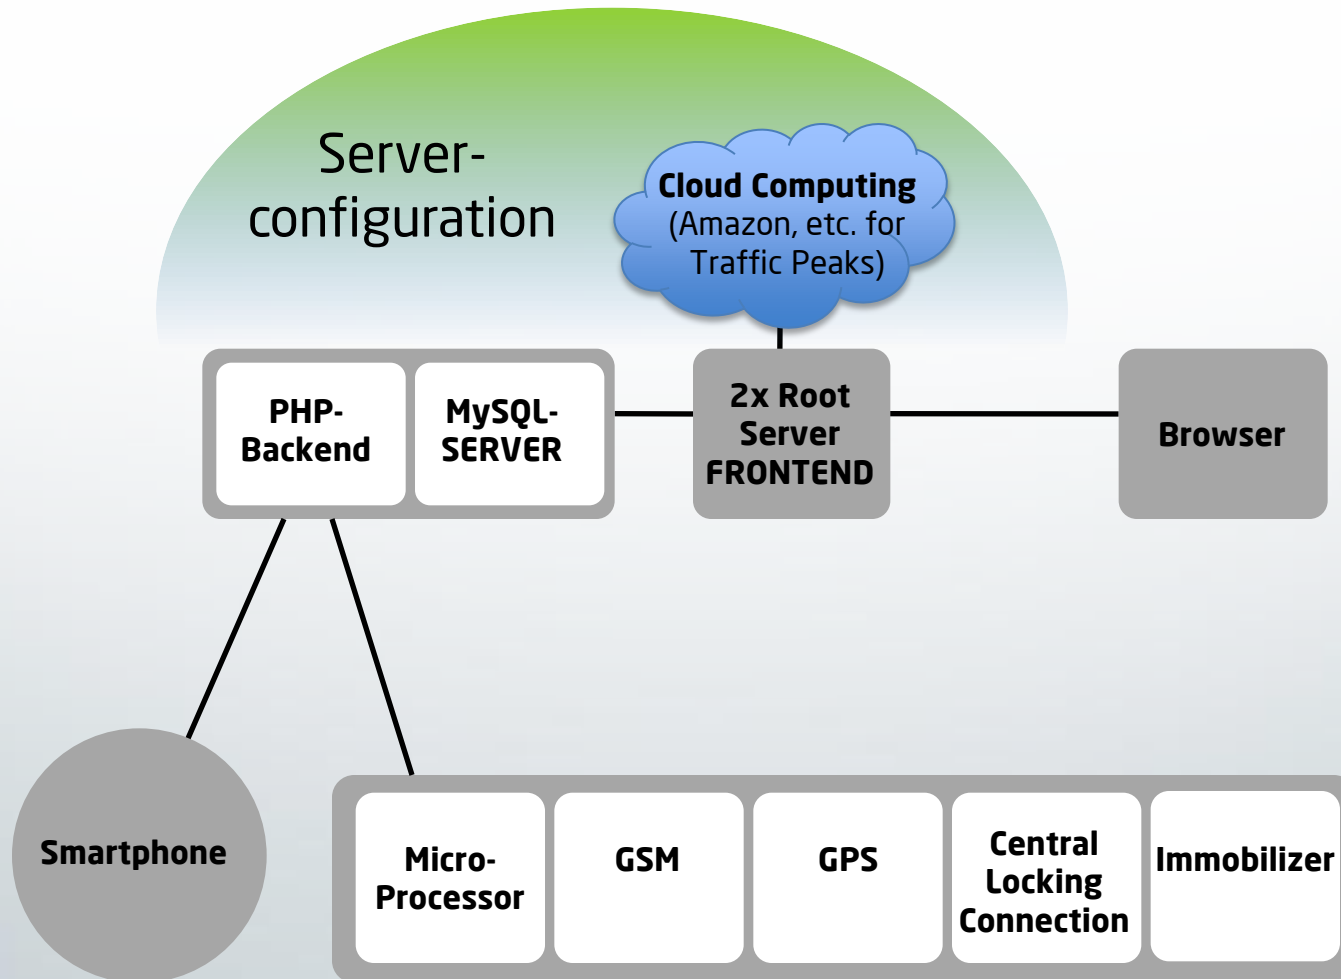 Server-
configuration
Cloud Computing
(Amazon, etc. for
Traffic Peaks)
PHP-
Backend
MySQL-
SERVER
2x Root
Server
FRONTEND
Browser
Smartphone
Micro-
Processor
GSM
GPS
Central
Locking
Connection
Immobilizer